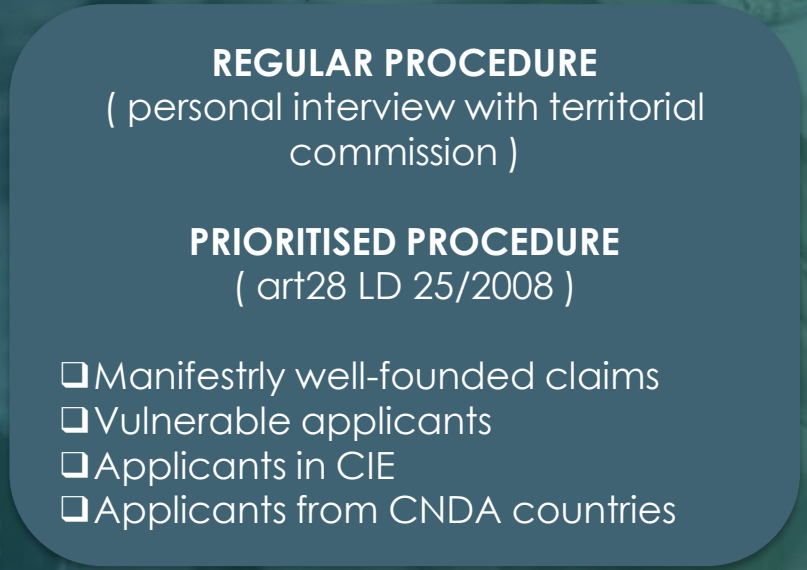 REGULAR PROCEDURE
( personal interview with territorial
commission )
PRIORITISED PROCEDURE
( art28 LD 25/2008 )
❑Manifestrly well-founded claims
❑Vulnerable applicants
❑Applicants in CIE
❑Applicants from CNDA countries